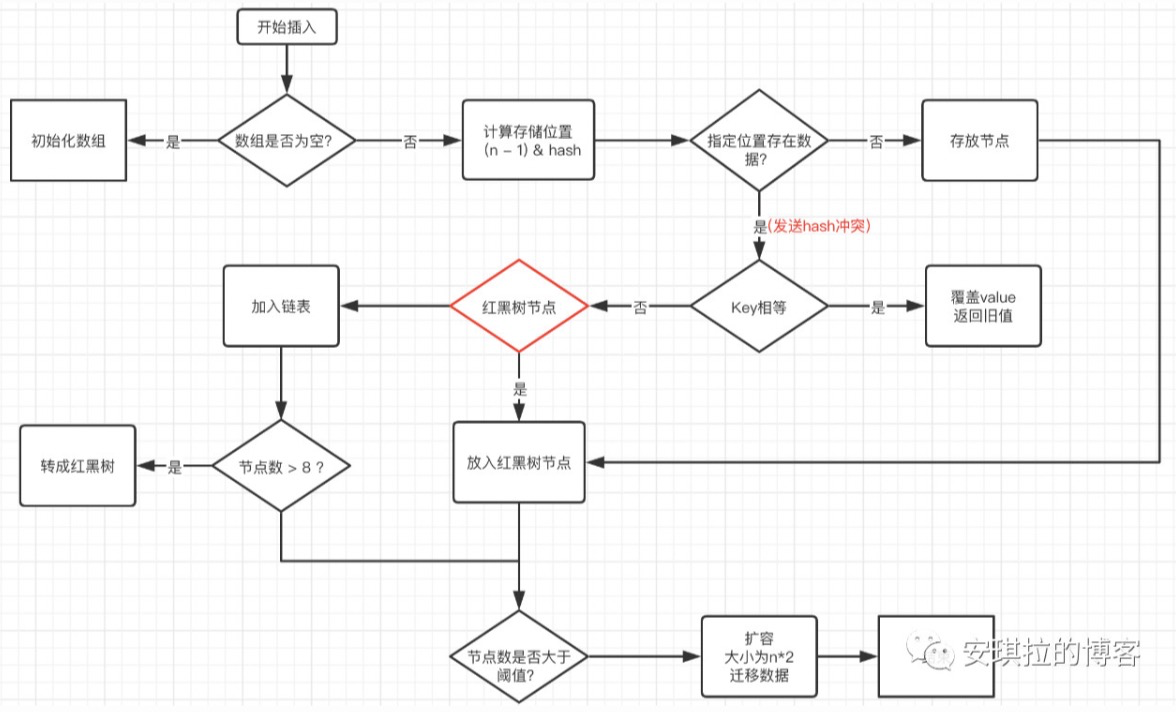 开始插入
初始化数组
是
数组是否为空?
否
计算存储位置
(n – 1) & hash
指定位置存在数
据?
否
存放节点
是(发送hash冲突)
加入链表
红黑树节点
否
Key相等
是
覆盖value
返回旧值
是
转成红黑树
是
节点数 > 8 ?
放入红黑树节点
节点数是否大于
阈值?
扩容
大小为n*2
迁移数据
安琪拉的博客